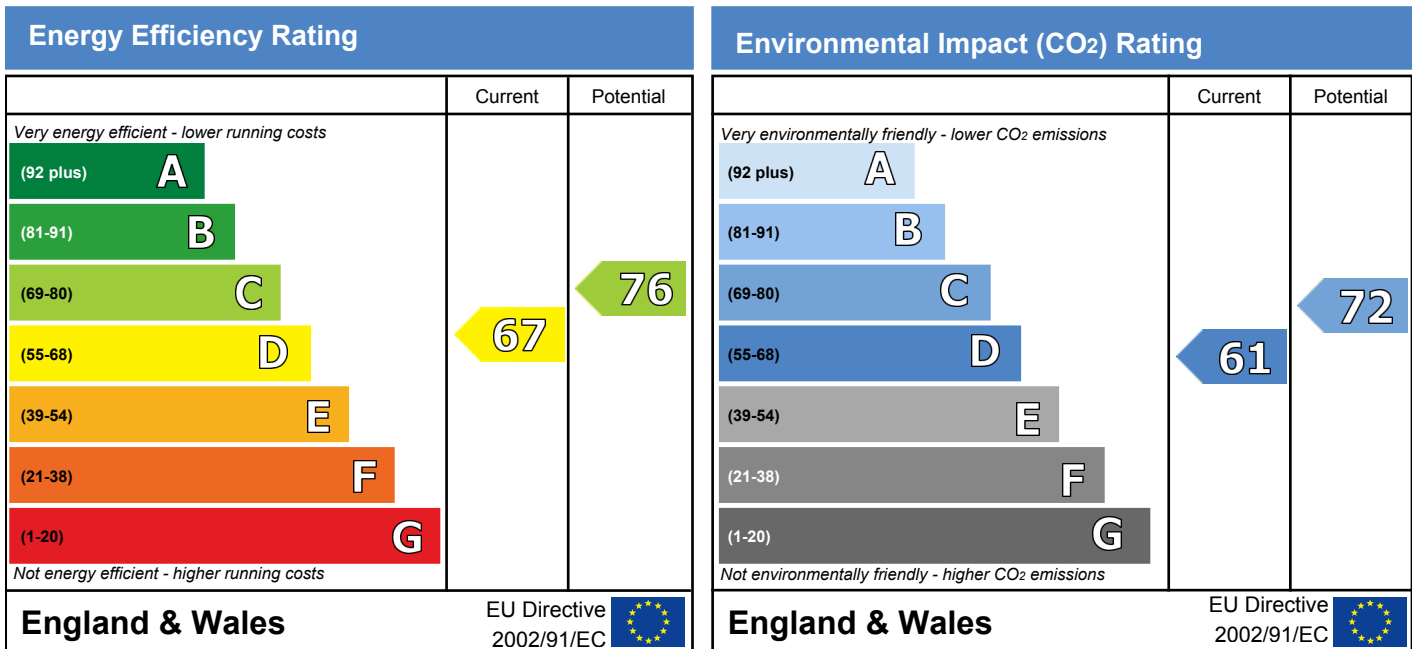 Energy Efficiency Rating
Current Potential
Very energy efficient - lower running costs
(92 plus) A
(81-91) B
(69-80) C
76
(55-68) D
67
(39-54) E
(21-38) F
(1-20) G
Not energy efficient - higher running costs
England & Wales
EU Directive
2002/91/EC
Environmental Impact (CO2) Rating
Current Potential
Very environmentally friendly - lower CO2 emissions
(92 plus) A
(81-91) B
(69-80) C
72
(55-68) D
61
(39-54) E
(21-38) F
(1-20) G
Not environmentally friendly - higher CO2 emissions
England & Wales
EU Directive
2002/91/EC